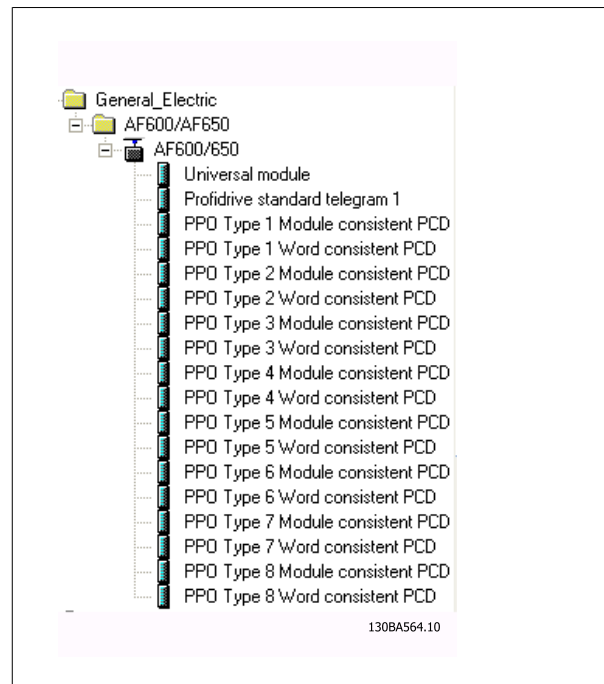 General_Electric
AF600/AF650
AF600/650
Universal module
Profidrive standard telegram 1
PPO Type 1 Module consistent PCD
PPO Type 1 Word consistent PCD
PPO Type 2 Module consistent PCD
PPO Type 2 Word consistent PCD
PPO Type 3 Module consistent PCD
PPO Type 3 Word consistent PCD
PPO Type 4 Module consistent PCD
PPO Type 4 Word consistent PCD
PPO Type 5 Module consistent PCD
PPO Type 5 Word consistent PCD
PPO Type 6 Module consistent PCD
PPO Type 6 Word consistent PCD
PPO Type 7 Module consistent PCD
PPO Type 7 Word consistent PCD
PPO Type 8 Module consistent PCD
PPO Type 8 Word consistent PCD
130BA564.10